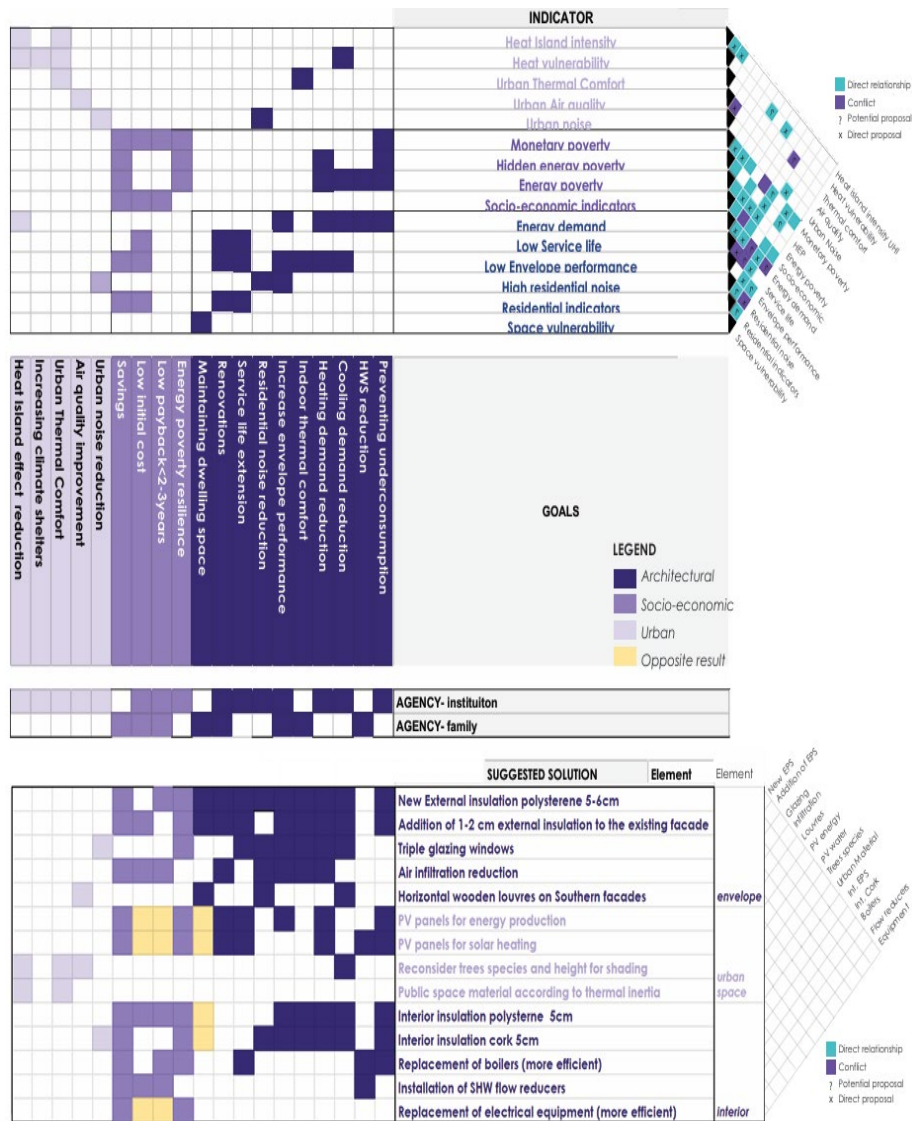 INDICATOR
Heat Island intensity
Heat vulnerability
Urban Thermal Comfort
Urban Air quality
Urban noise
Monetary poverty
Hidden energy poverty
Energy poverty
Socio-economic indicators
Energy demand
Low Service life
Low Envelope performance
High residential noise
Residential indicators
Space vulnerability
Direct relationship
Conflict
? Potential proposal
x Direct proposal
Heat Island intensity UHI
Heat vulnerability
Thermal comfort
Air quality
Urban Noise
Monetary poverty
HEP
Energy poverty
Socio-economic
Energy demand
Service life
Envelope performance
Residential noise
Residential indicators
Space vulnerability
Heat Island effect reduction
Increasing climate shelters
Urban Thermal Comfort
Air quality improvement
Urban noise reduction
Savings
Low initial cost
Low payback<2-3years
Energy poverty resilience
Maintaining dwelling space
Renovations
Service life extension
Residential noise reduction
Increase envelope performance
Indoor thermal comfort
Heating demand reduction
Cooling demand reduction
HWS reduction
Preventing underconsumption
GOALS
LEGEND
Architectural
Socio-economic
Urban
Opposite result
AGENCY- instituiton
AGENCY- family
SUGGESTED SOLUTION Element Element
New External insulation polysterene 5-6cm
Addition of 1-2 cm external insulation to the existing facade
Triple glazing windows
Air infiltration reduction
Horizontal wooden louvres on Southern facades
envelope
PV panels for energy production
PV panels for solar heating
Reconsider trees species and height for shading
Public space material according to thermal inertia
urban
space
Interior insulation polysterne 5cm
Interior insulation cork 5cm
Replacement of boilers (more efficient)
Installation of SHW flow reducers
Replacement of electrical equipment (more efficient)
interior
New EPS
Addition of EPS
Glazing
Infiltration
Louvres
PV energy
PV water
Trees species
Urban Material
Int. EPS
Int. Cork
Boilers
Flow reducers
Equipment
Direct relationship
Conflict
? Potential proposal
x Direct proposal